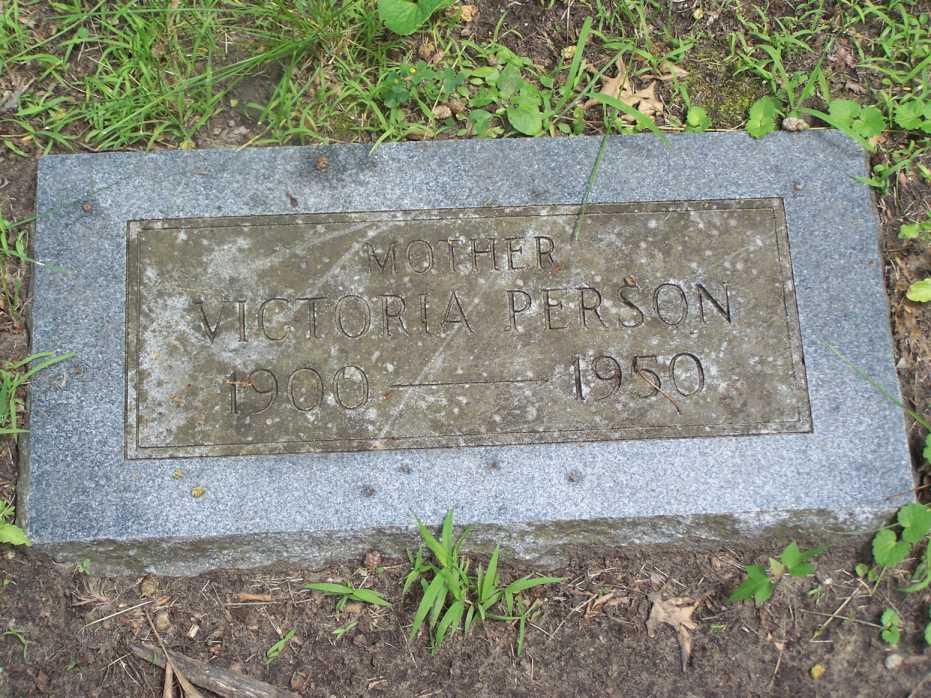 MOTHER
VICTORIA PERSON
1900 — 1950